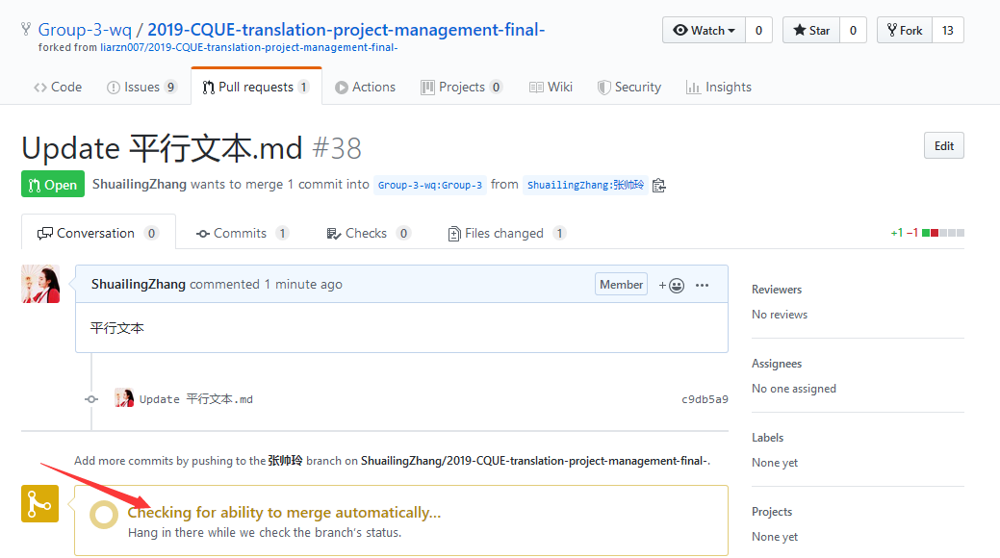 Group-3-wq / 2019-CQUE-translation-project-management-final-
forked from liarzn007/2019-CQUE-translation-project-management-final-
Watch 0 Star 0 Fork 13
Code Issues 9 Pull requests 1 Actions Projects 0 Wiki Security Insights
Update 平行文本.md #38
Edit
Open ShuailingZhang wants to merge 1 commit into Group-3-wq:Group-3 from ShuailingZhang:张帅玲
Conversation 0 Commits 1 Checks 0 Files changed 1 +1 −1
ShuailingZhang commented 1 minute ago Member
平行文本
Update 平行文本.md c9db5a9
Add more commits by pushing to the 张帅玲 branch on ShuailingZhang/2019-CQUE-translation-project-management-final-.
Checking for ability to merge automatically…
Hang in there while we check the branch's status.
Reviewers
No reviews
Assignees
No one assigned
Labels
None yet
Projects
None yet